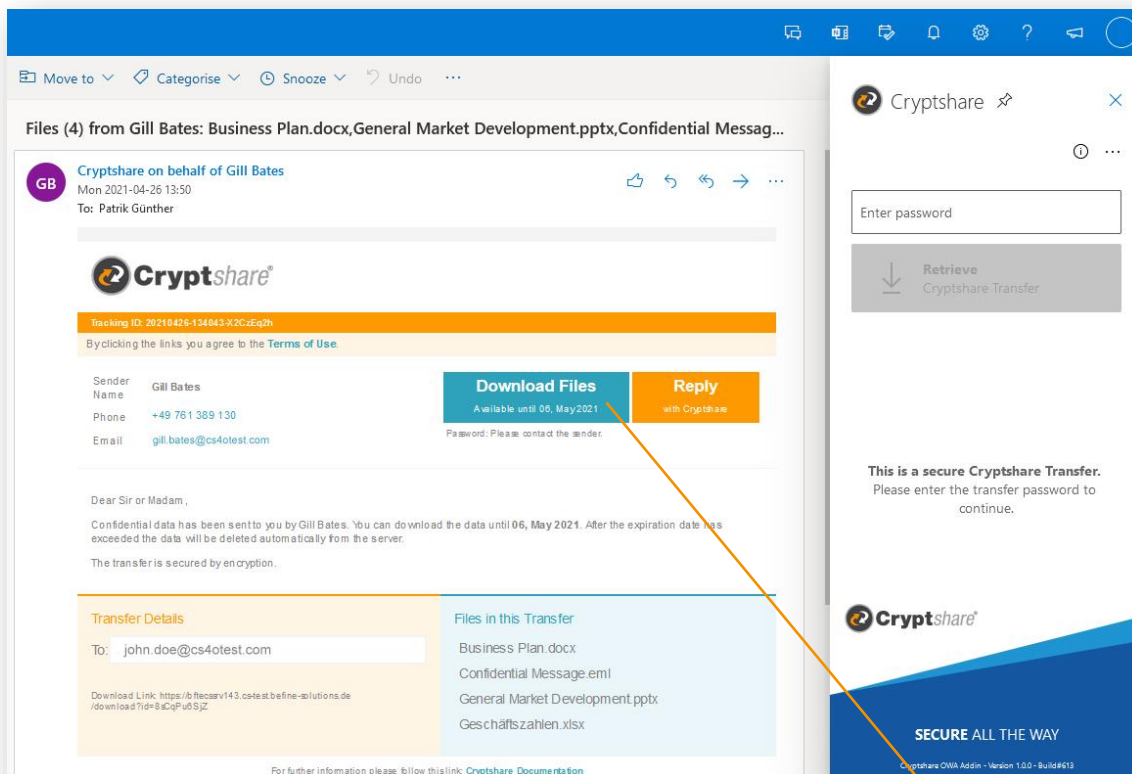 Move to
Categorise
Snooze
Undo
Files (4) from Gill Bates: Business Plan.docx,General Market Development.pptx,Confidential Messag...
GB
Cryptshare on behalf of Gill Bates
Mon 2021-04-26 13:50
To: Patrik Günther
Cryptshare®
Tracking ID: 20210426-134043-X2CzEq2h
By clicking the links you agree to the Terms of Use.
Sender Name Gill Bates
Phone +49 761 389 130
Email gill.bates@cs4otest.com
Download Files
Available until 06, May 2021
Reply
with Cryptshare
Password: Please contact the sender.
Dear Sir or Madam,
Confidential data has been sent to you by Gill Bates. You can download the data until 06, May 2021. After the expiration date has
exceeded the data will be deleted automatically from the server.
The transfer is secured by encryption.
Transfer Details
To: john.doe@cs4otest.com
Download Link: https://bftecssrv143.cs-test.befine-solutions.de
/download?id=8sCqPu6SjZ
Files in this Transfer
Business Plan.docx
Confidential Message.eml
General Market Development.pptx
Geschäftszahlen.xlsx
For further information please follow this link: Cryptshare Documentation
Cryptshare
Enter password
Retrieve
Cryptshare Transfer
This is a secure Cryptshare Transfer.
Please enter the transfer password to
continue.
Cryptshare®
SECURE ALL THE WAY
Cryptshare OWA Addin - Version 1.0.0 - Build#613